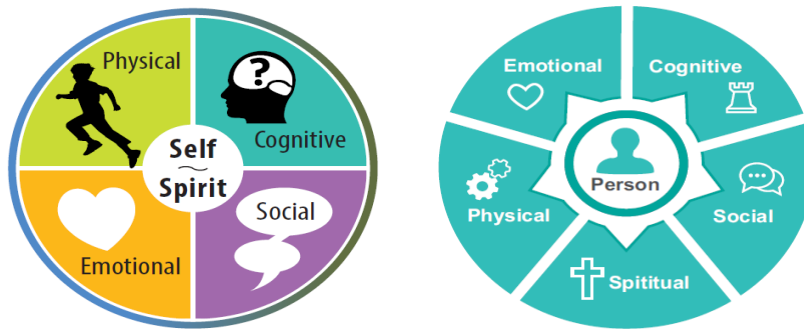 Physical
?
Cognitive
Self
~
Spirit
Emotional
Social
Emotional
Cognitive
Person
Physical
Social
Spititual